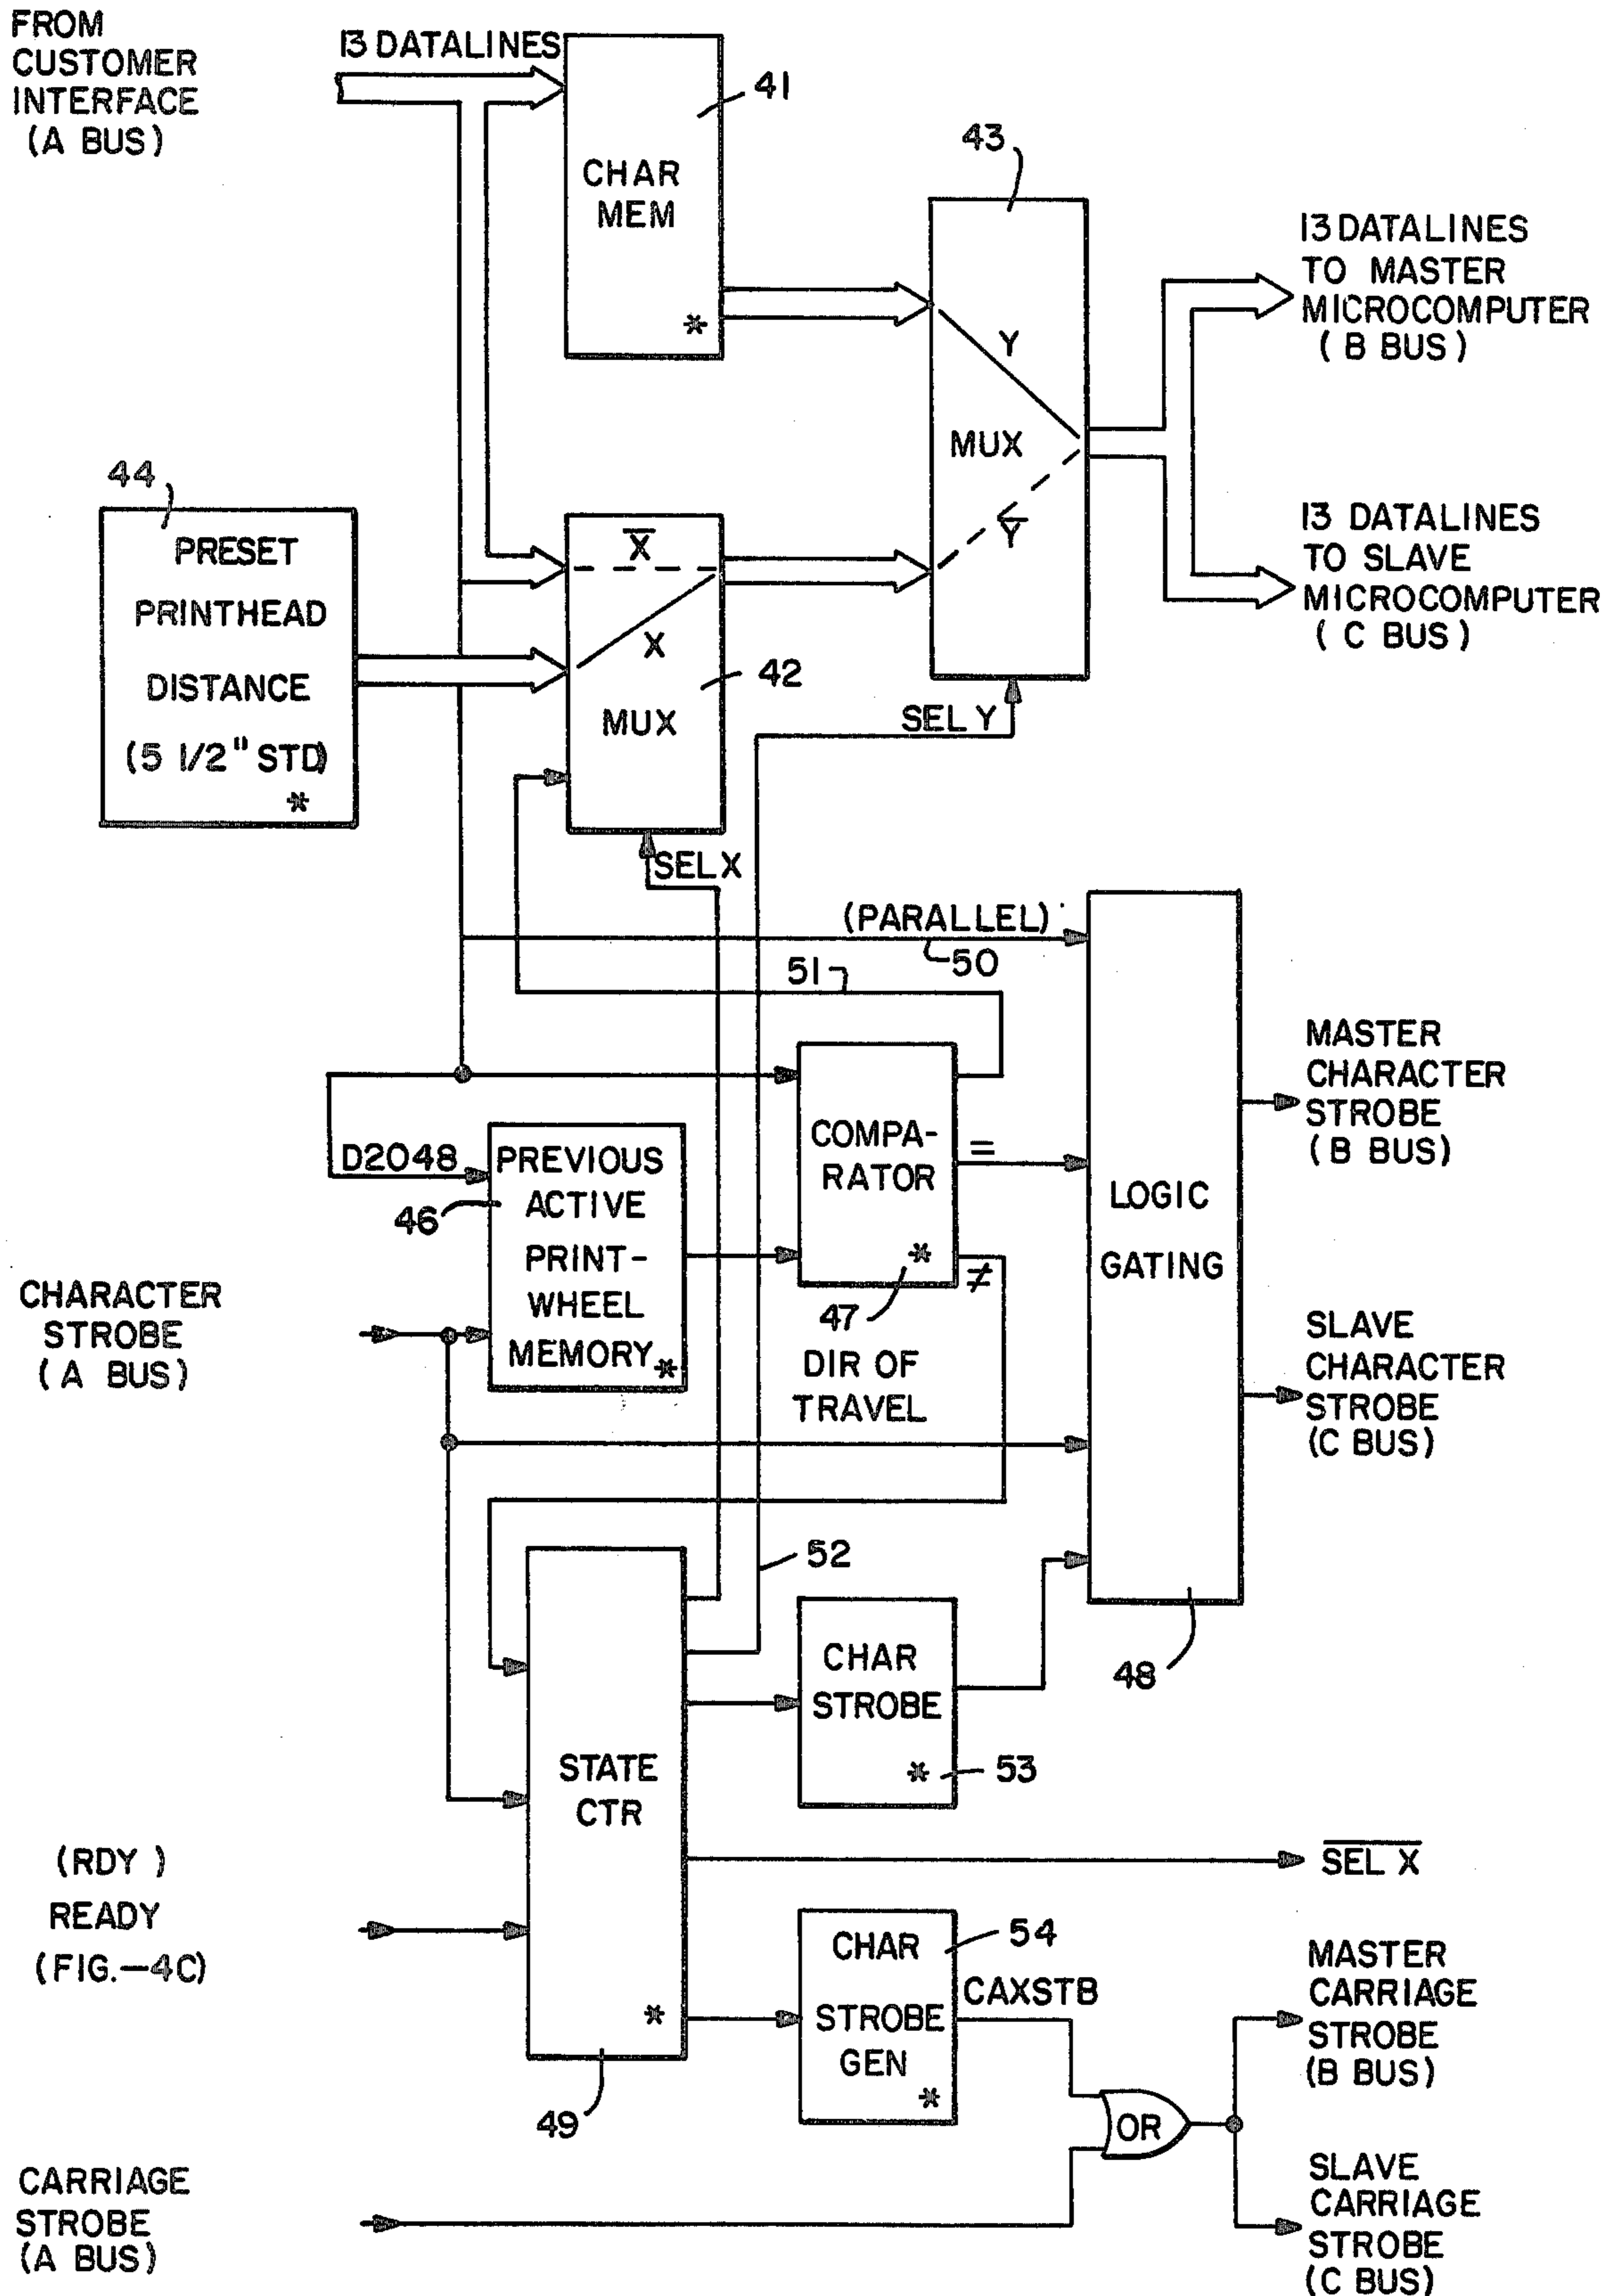 FROM
CUSTOMER
INTERFACE
(A BUS)
13 DATALINES
41
CHAR
MEM
*
43
Y
MUX
Y̅
13 DATALINES
TO MASTER
MICROCOMPUTER
( B BUS )
13 DATALINES
TO SLAVE
MICROCOMPUTER
( C BUS )
44
PRESET
PRINTHEAD
DISTANCE
(5 1/2" STD)
*
X̅
X
42
MUX
SEL Y
SEL X
(PARALLEL)
50
51
COMPA-
RATOR
*
=
≠
47
DIR OF
TRAVEL
D2048
PREVIOUS
ACTIVE
PRINT-
WHEEL
MEMORY *
46
LOGIC
GATING
48
MASTER
CHARACTER
STROBE
( B BUS)
SLAVE
CHARACTER
STROBE
(C BUS)
CHARACTER
STROBE
( A BUS)
52
STATE
CTR
*
49
CHAR
STROBE
* 53
S̅E̅L̅ X̅
(RDY )
READY
(FIG.—4C)
CHAR
STROBE
GEN
*
54
CAXSTB
OR
MASTER
CARRIAGE
STROBE
(B BUS)
SLAVE
CARRIAGE
STROBE
(C BUS)
CARRIAGE
STROBE
(A BUS)